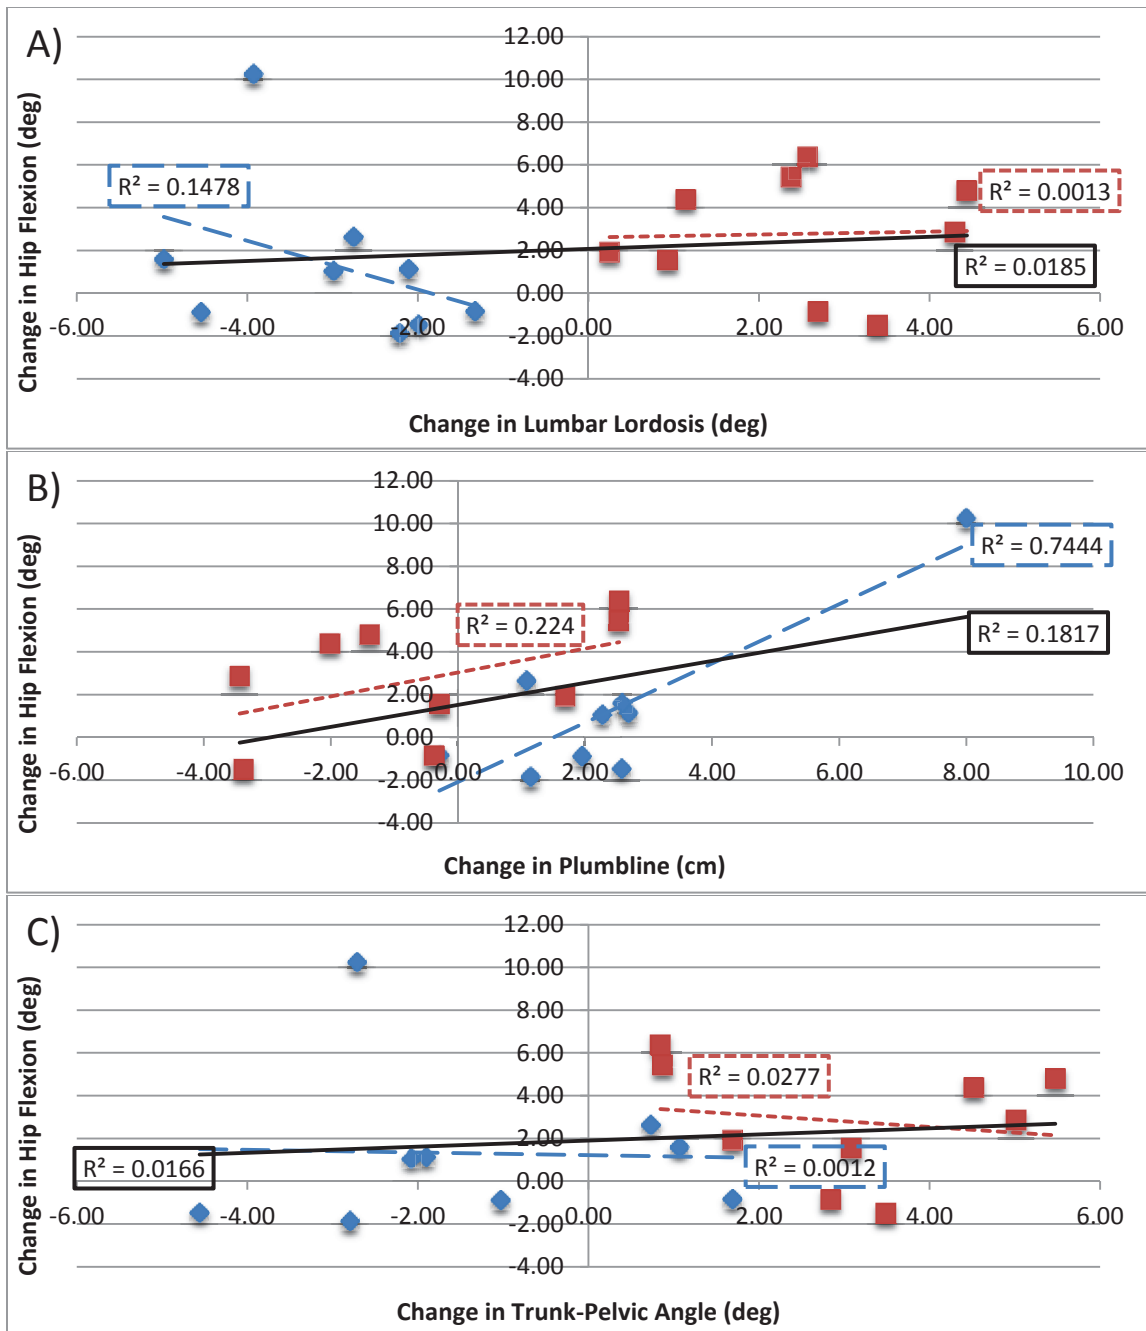 A)
Change in Hip Flexion (deg)
12.00
10.00
8.00
6.00
4.00
2.00
0.00
-2.00
-4.00
-6.00 -4.00 -2.00 0.00 2.00 4.00 6.00
R² = 0.1478
R² = 0.0013
R² = 0.0185
Change in Lumbar Lordosis (deg)
B)
Change in Hip Flexion (deg)
12.00
10.00
8.00
6.00
4.00
2.00
0.00
-2.00
-4.00
-6.00 -4.00 -2.00 0.00 2.00 4.00 6.00 8.00 10.00
R² = 0.7444
R² = 0.224
R² = 0.1817
Change in Plumbline (cm)
C)
Change in Hip Flexion (deg)
12.00
10.00
8.00
6.00
4.00
2.00
0.00
-2.00
-4.00
-6.00 -4.00 -2.00 0.00 2.00 4.00 6.00
R² = 0.0277
R² = 0.0166
R² = 0.0012
Change in Trunk-Pelvic Angle (deg)